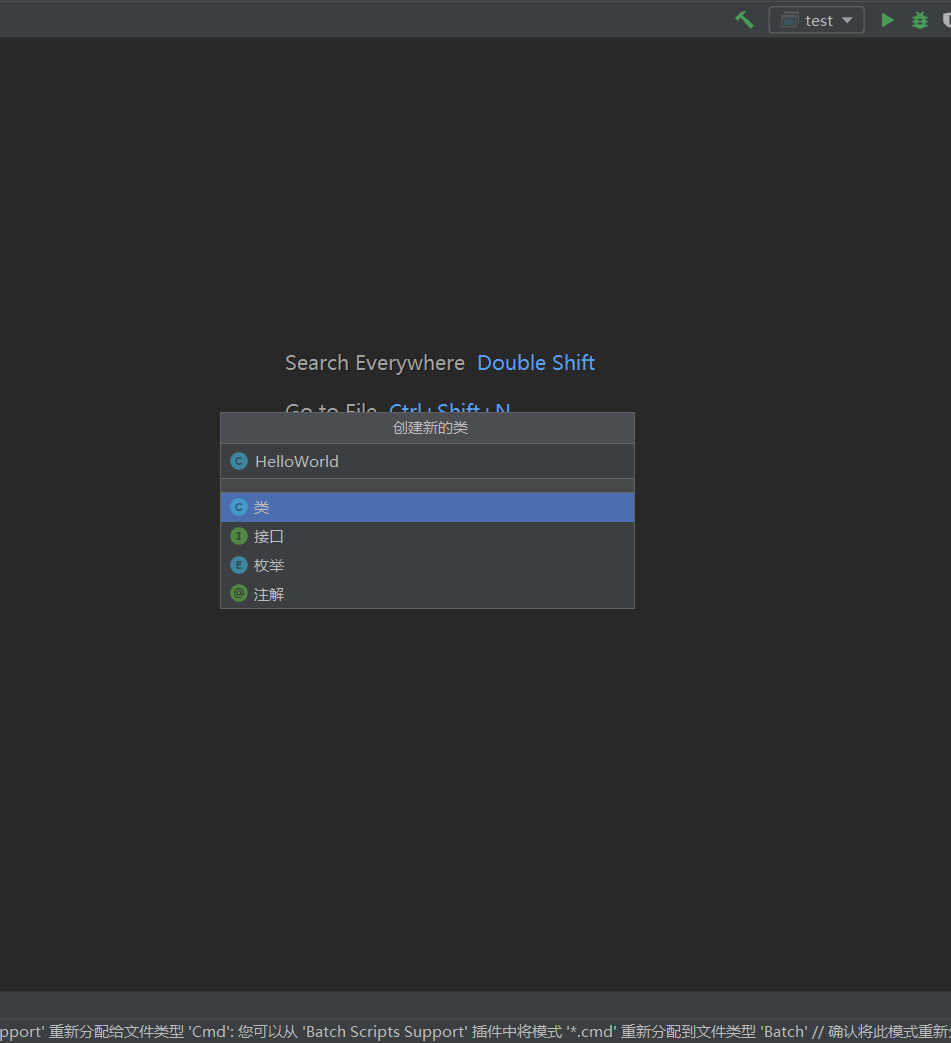 test
Search Everywhere Double Shift
Go to File Ctrl+Shift+N
创建新的类
C HelloWorld
C 类
I 接口
E 枚举
@ 注解
pport' 重新分配给文件类型 'Cmd': 您可以从 'Batch Scripts Support' 插件中将模式 '*.cmd' 重新分配到文件类型 'Batch' // 确认将此模式重新